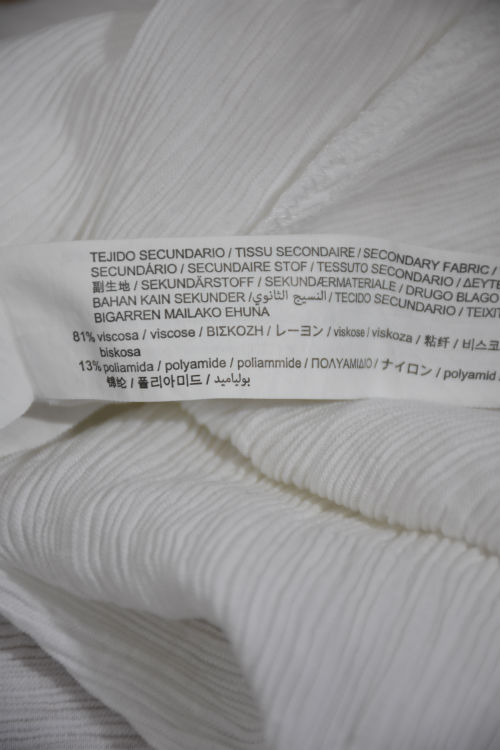 TEJIDO SECUNDARIO / TISSU SECONDAIRE / SECONDARY FABRIC /
SECUNDÁRIO / SECUNDAIRE STOF / TESSUTO SECONDARIO / ΔΕΥΤΕ
副生地 / SEKUNDÄRSTOFF / SEKUNDÆRMATERIALE / DRUGO BLAGO
BAHAN KAIN SEKUNDER / النسيج الثانوي / TECIDO SECUNDARIO / TEIXIT
BIGARREN MAILAKO EHUNA
81% viscosa / viscose / ΒΙΣΚΟΖΗ / レーヨン / viskose / viskoza / 粘纤 / 비스코
biskosa
13% poliamida / polyamide / poliammide / ΠΟΛΥΑΜΙΔΙΟ / ナイロン / polyamid /
锦纶 / 폴리아미드 / بولياميد